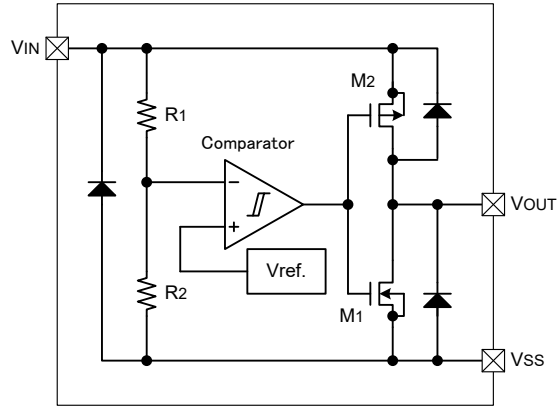 VIN
M2
R1
Comparator
−
+
VOUT
Vref.
R2
M1
VSS